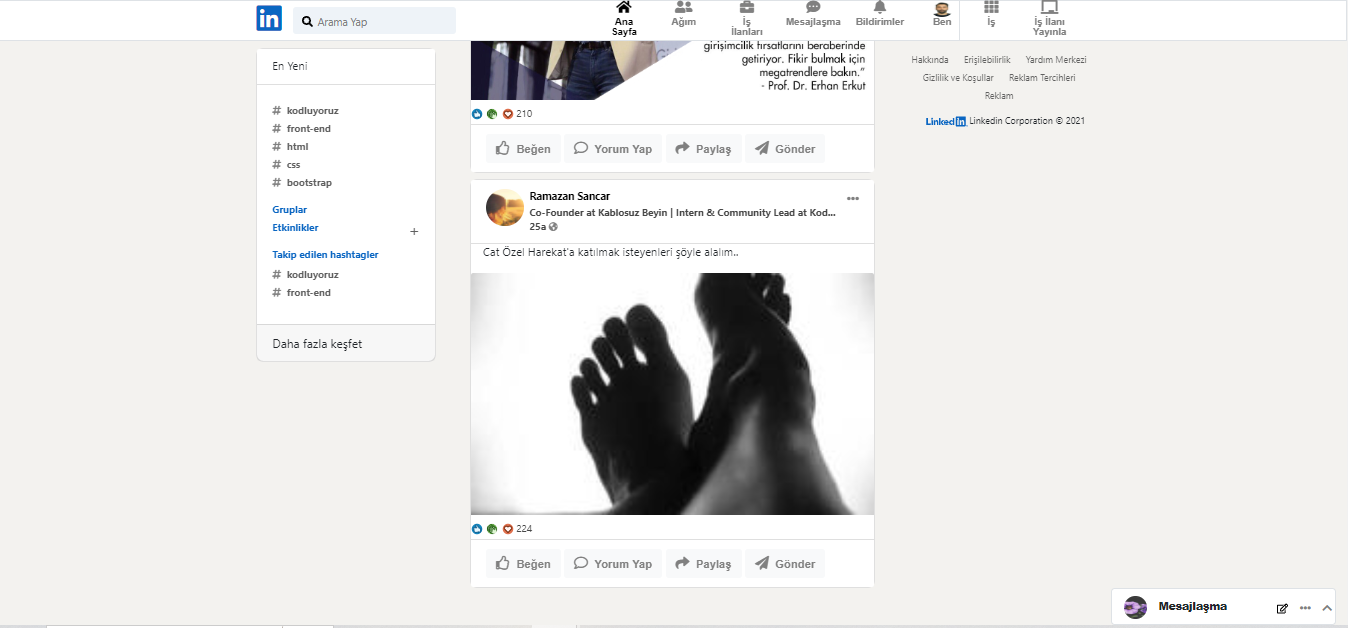 in
Arama Yap
Ana
Sayfa
Ağım
İş
İlanları
Mesajlaşma
Bildirimler
Ben
İş
İş İlanı
Yayınla
En Yeni
# kodluyoruz
# front-end
# html
# css
# bootstrap
Gruplar
Etkinlikler
+
Takip edilen hashtagler
# kodluyoruz
# front-end
Daha fazla keşfet
girişimcilik fırsatlarını beraberinde
getiriyor. Fikir bulmak için
megatrendlere bakın."
- Prof. Dr. Erhan Erkut
210
Beğen
Yorum Yap
Paylaş
Gönder
Ramazan Sancar
Co-Founder at Kablosuz Beyin | Intern & Community Lead at Kod...
25a
Cat Özel Harekat'a katılmak isteyenleri şöyle alalım..
224
Beğen
Yorum Yap
Paylaş
Gönder
Hakkında Erişilebilirlik Yardım Merkezi
Gizlilik ve Koşullar Reklam Tercihleri
Reklam
Linked in Linkedin Corporation © 2021
Mesajlaşma